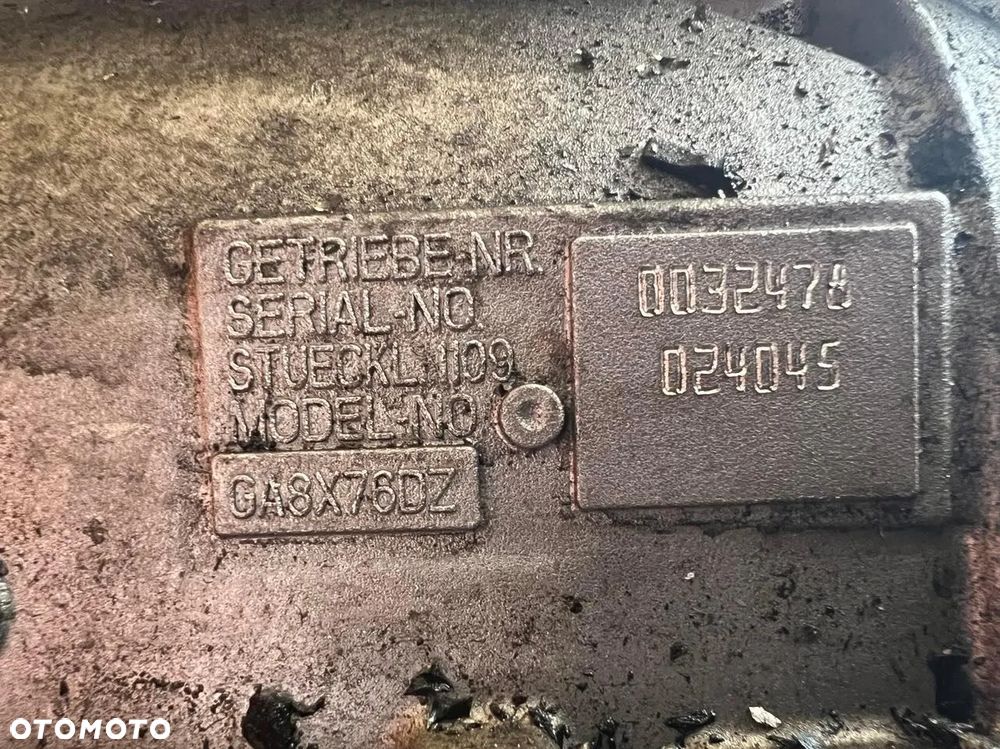 GETRIEBE-NR.
SERIAL-NO.
STUECKL. 1109
MODEL-NO
GA8X76DZ
0032478
024045
OTOMOTO